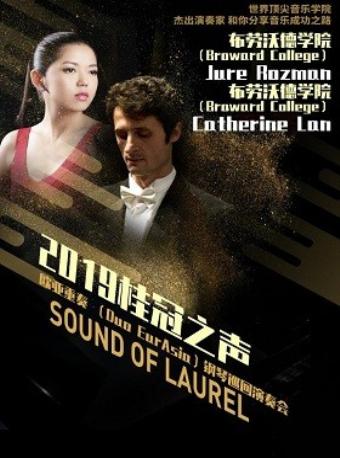 世界顶尖音乐学院
杰出演奏家 和你分享音乐成功之路
布劳沃德学院
(Broward College)
Jure Rozman
布劳沃德学院
(Broward College)
Catherine Lan
2019桂冠之声
欧亚重奏 (Duo EurAsia) 钢琴巡回演奏会
SOUND OF LAUREL